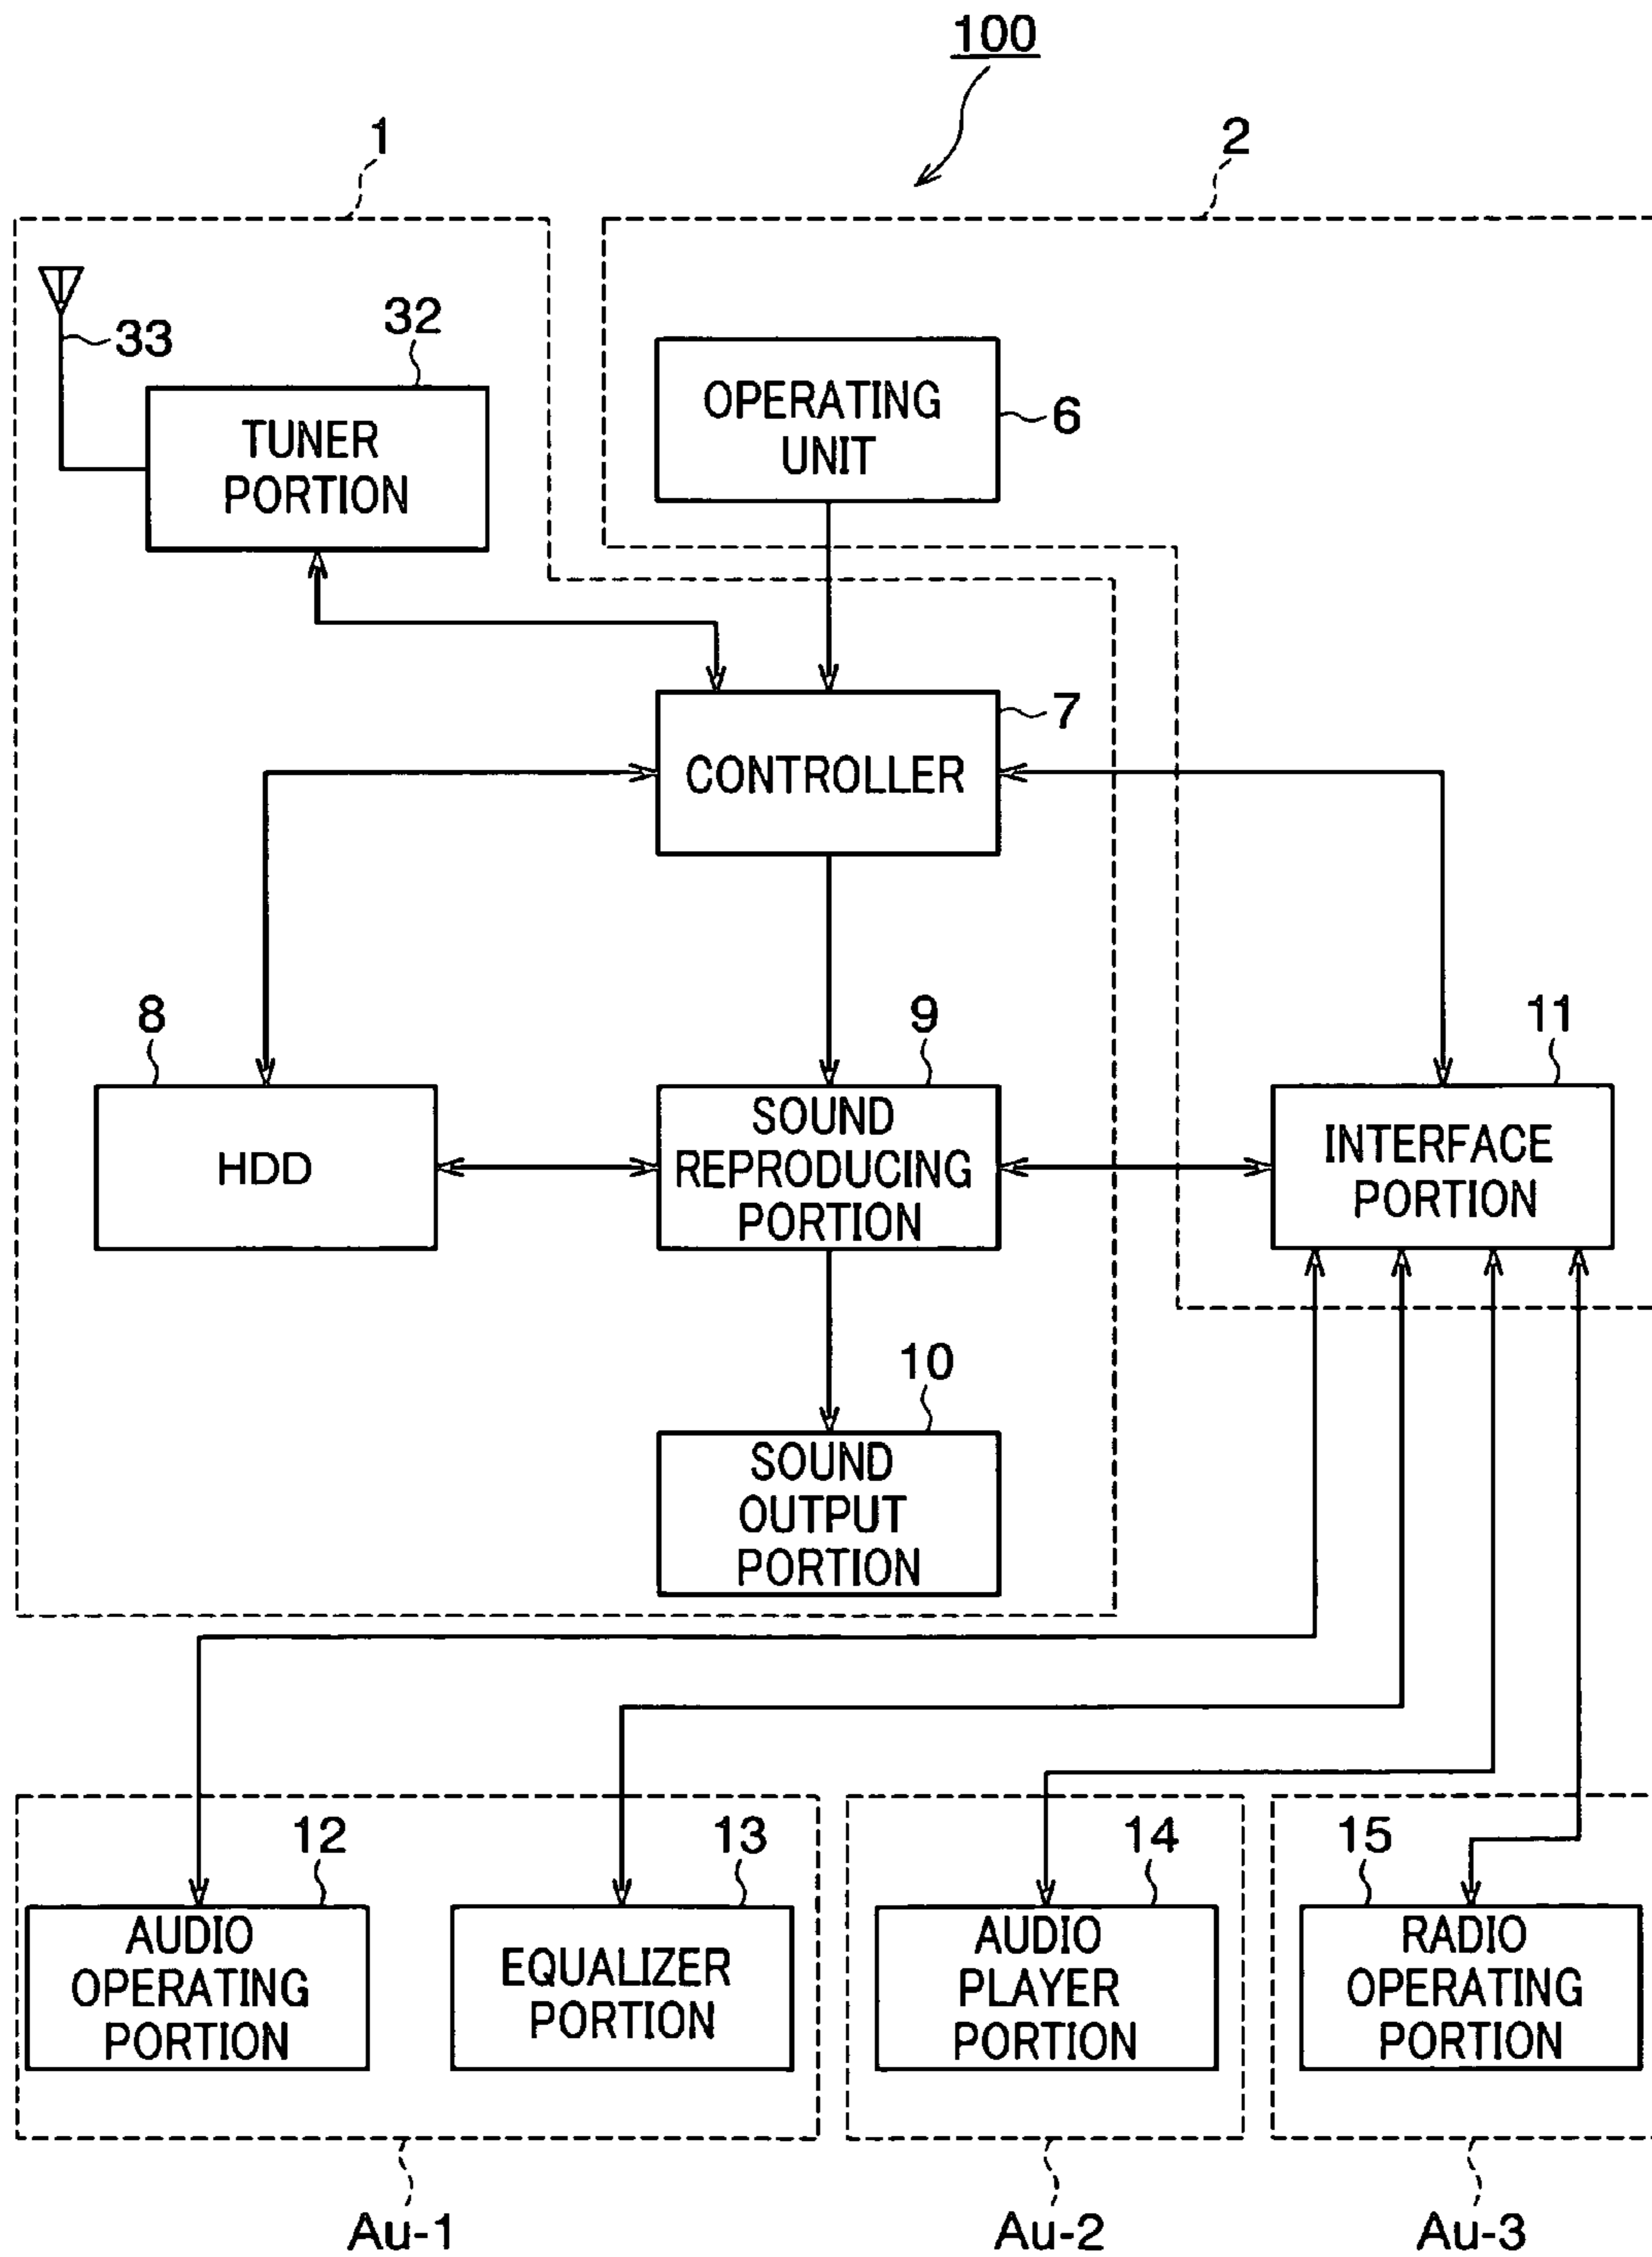 100
1
2
33
32
TUNER
PORTION
OPERATING
UNIT
6
7
CONTROLLER
8
9
11
HDD
SOUND
REPRODUCING
PORTION
INTERFACE
PORTION
10
SOUND
OUTPUT
PORTION
12
13
14
15
AUDIO
OPERATING
PORTION
EQUALIZER
PORTION
AUDIO
PLAYER
PORTION
RADIO
OPERATING
PORTION
Au-1
Au-2
Au-3